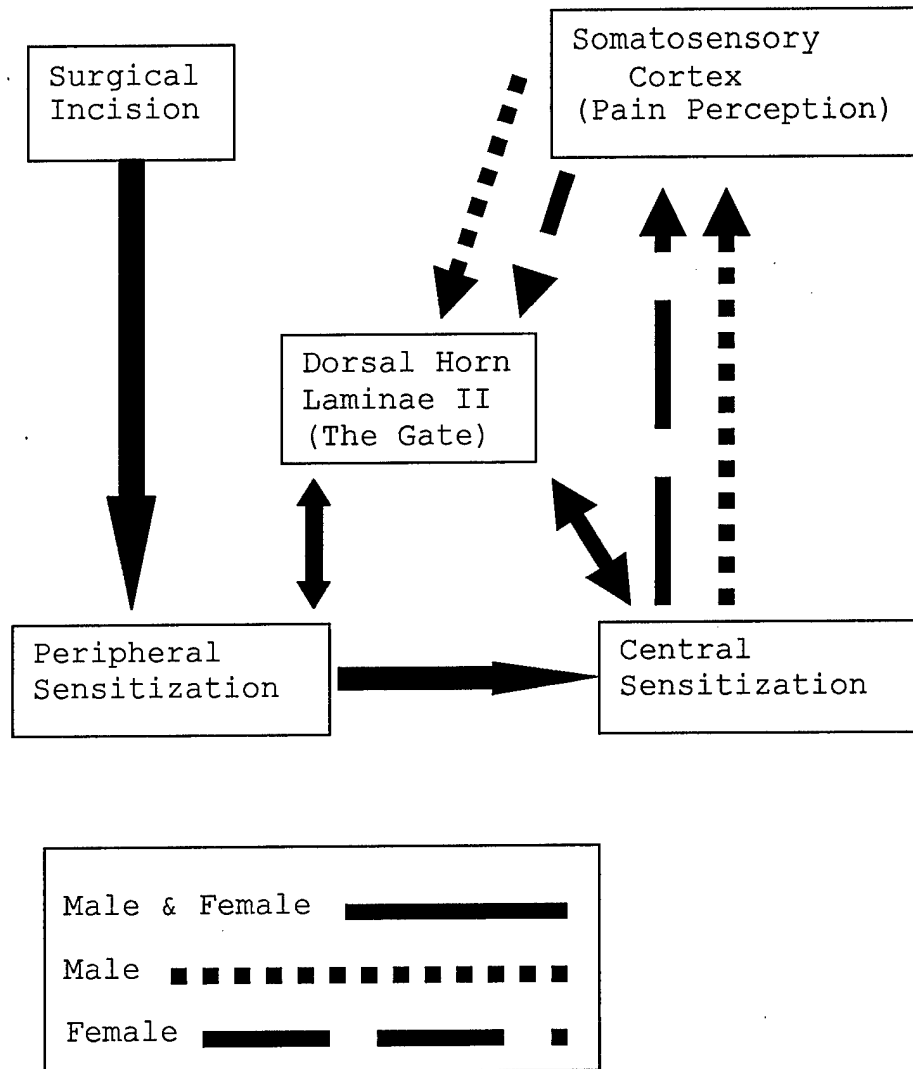 Surgical
Incision
Somatosensory
Cortex
(Pain Perception)
Dorsal Horn
Laminae II
(The Gate)
Peripheral
Sensitization
Central
Sensitization
Male & Female
Male
Female